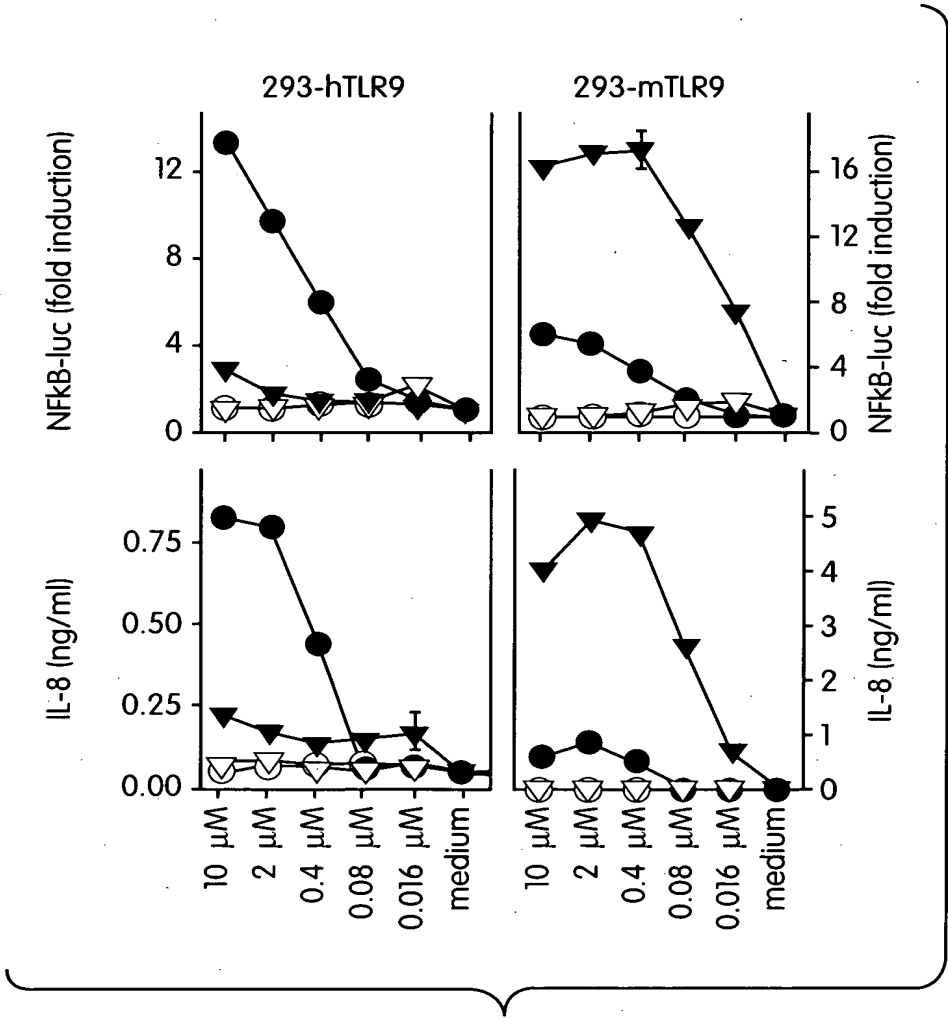 293-hTLR9
293-mTLR9
NFkB-luc (fold induction)
12
8
4
0
16
12
8
4
0
NFkB-luc (fold induction)
IL-8 (ng/ml)
0.75
0.50
0.25
0.00
5
4
3
2
1
0
IL-8 (ng/ml)
10 µM
2 µM
0.4 µM
0.08 µM
0.016 µM
medium
10 µM
2 µM
0.4 µM
0.08 µM
0.016 µM
medium